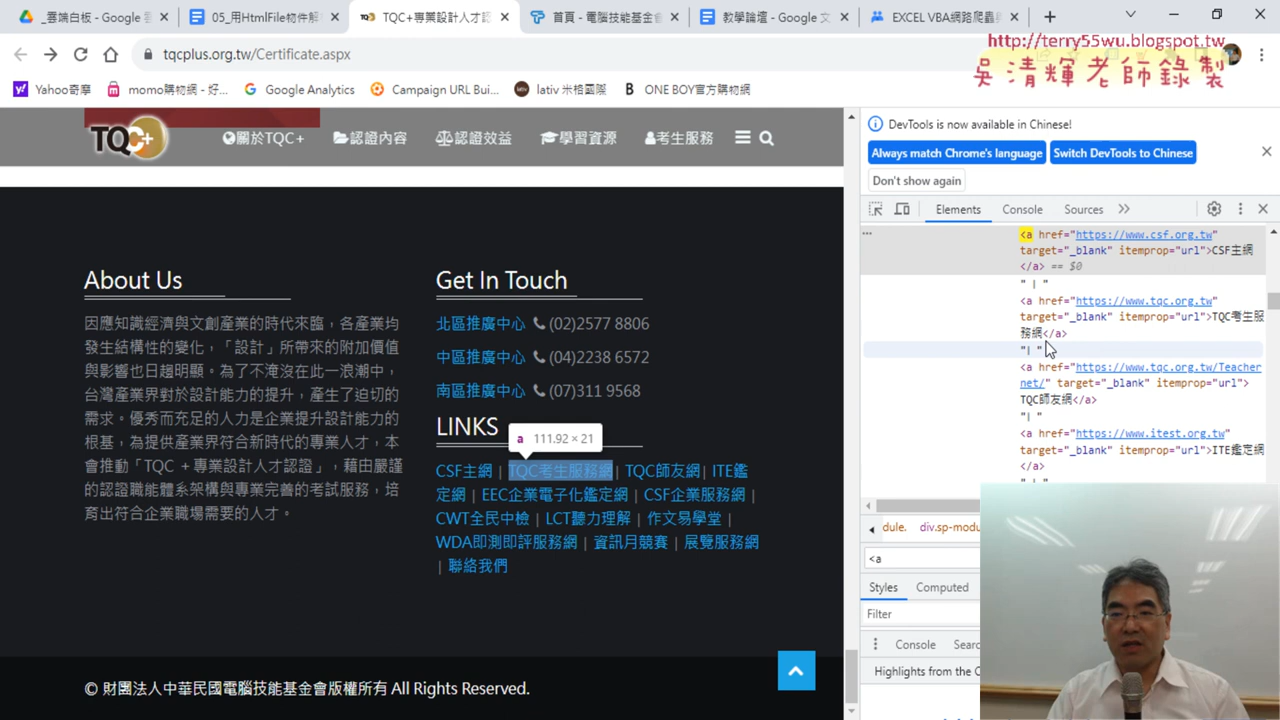 _雲端白板 - Google 雲
05_用HtmlFile物件解
TQC+專業設計人才認
首頁 - 電腦技能基金會
教學論壇 - Google 文
EXCEL VBA網路爬蟲
http://terry55wu.blogspot.tw
吳清輝老師錄製
tqcplus.org.tw/Certificate.aspx
Yahoo奇摩
momo購物網 - 好...
Google Analytics
Campaign URL Bui...
lativ 米格國際
ONE BOY官方購物網
TQC+
關於TQC+
認證內容
認證效益
學習資源
考生服務
DevTools is now available in Chinese!
Always match Chrome's language
Switch DevTools to Chinese
Don't show again
Elements
Console
Sources
<a href="https://www.csf.org.tw"
target="_blank" itemprop="url">CSF主網
</a> == $0
" | "
<a href="https://www.tqc.org.tw"
target="_blank" itemprop="url">TQC考生服
務網</a>
"| "
<a href="https://www.tqc.org.tw/Teacher
net/" target="_blank" itemprop="url">
TQC師友網</a>
"| "
<a href="https://www.itest.org.tw"
target="_blank" itemprop="url">ITE鑑定網
</a>
" | "
dule.
div.sp-modu
<a
Styles
Computed
Filter
Console
Searc
Highlights from the C
About Us
因應知識經濟與文創產業的時代來臨，各產業均
發生結構性的變化，「設計」所帶來的附加價值
與影響也日趨明顯。為了不淹沒在此一浪潮中，
台灣產業界對於設計能力的提升，產生了迫切的
需求。優秀而充足的人力是企業提升設計能力的
根基，為提供產業界符合新時代的專業人才，本
會推動「TQC +專業設計人才認證」，藉由嚴謹
的認證職能體系架構與專業完善的考試服務，培
育出符合企業職場需要的人才。
Get In Touch
北區推廣中心 (02)2577 8806
中區推廣中心 (04)2238 6572
南區推廣中心 (07)311 9568
LINKS
a 111.92 × 21
CSF主網 | TQC考生服務網| TQC師友網| ITE鑑
定網 | EEC企業電子化鑑定網 | CSF企業服務網 |
CWT全民中檢 | LCT聽力理解 | 作文易學堂 |
WDA即測即評服務網 | 資訊月競賽 | 展覽服務網
| 聯絡我們
© 財團法人中華民國電腦技能基金會版權所有 All Rights Reserved.